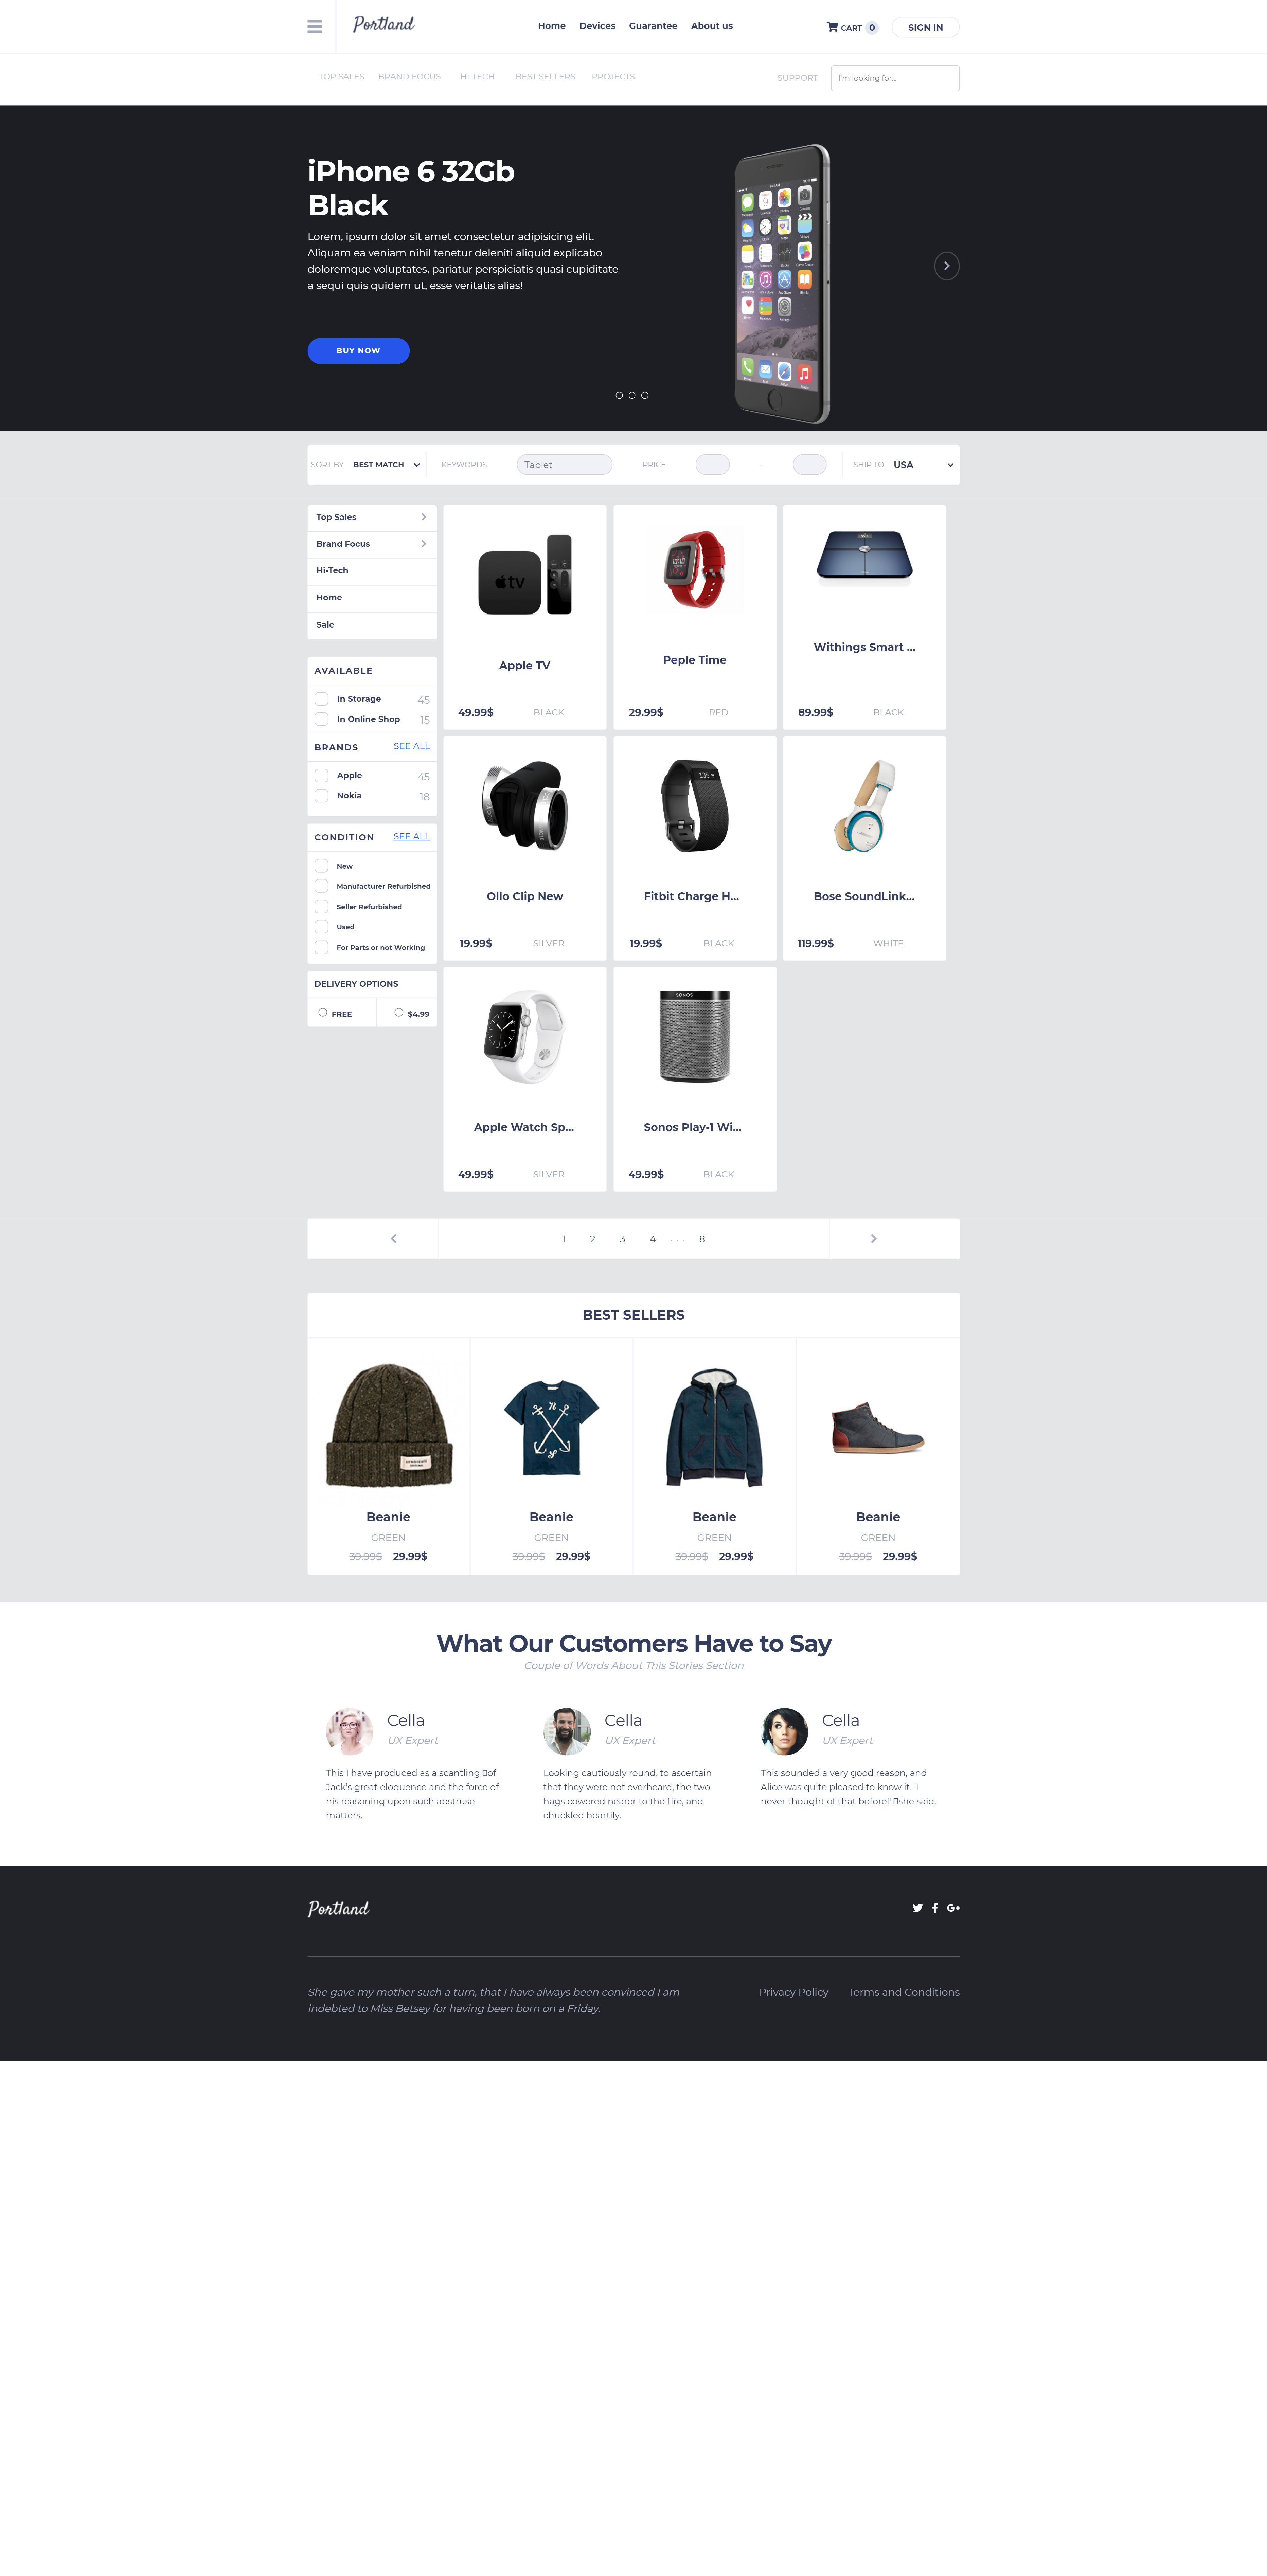 Portland
Home Devices Guarantee About us
CART 0
SIGN IN
TOP SALES BRAND FOCUS HI-TECH BEST SELLERS PROJECTS
SUPPORT
I'm looking for...
iPhone 6 32Gb
Black
Lorem, ipsum dolor sit amet consectetur adipisicing elit.
Aliquam ea veniam nihil tenetur deleniti aliquid explicabo
doloremque voluptates, pariatur perspiciatis quasi cupiditate
a sequi quis quidem ut, esse veritatis alias!
BUY NOW
SORT BY BEST MATCH KEYWORDS Tablet PRICE - SHIP TO USA
Top Sales
Brand Focus
Hi-Tech
Home
Sale
AVAILABLE
In Storage 45
In Online Shop 15
BRANDS SEE ALL
Apple 45
Nokia 18
CONDITION SEE ALL
New
Manufacturer Refurbished
Seller Refurbished
Used
For Parts or not Working
DELIVERY OPTIONS
FREE $4.99
tv
Apple TV
49.99$ BLACK
Peple Time
29.99$ RED
Withings Smart ...
89.99$ BLACK
Ollo Clip New
19.99$ SILVER
135
Fitbit Charge H...
19.99$ BLACK
Bose SoundLink...
119.99$ WHITE
Apple Watch Sp...
49.99$ SILVER
SONOS
Sonos Play-1 Wi...
49.99$ BLACK
1 2 3 4 . . . 8
BEST SELLERS
Beanie
GREEN
39.99$ 29.99$
N
S
Beanie
GREEN
39.99$ 29.99$
Beanie
GREEN
39.99$ 29.99$
Beanie
GREEN
39.99$ 29.99$
What Our Customers Have to Say
Couple of Words About This Stories Section
Cella
UX Expert
This I have produced as a scantling of
Jack's great eloquence and the force of
his reasoning upon such abstruse
matters.
Cella
UX Expert
Looking cautiously round, to ascertain
that they were not overheard, the two
hags cowered nearer to the fire, and
chuckled heartily.
Cella
UX Expert
This sounded a very good reason, and
Alice was quite pleased to know it. 'I
never thought of that before!' she said.
Portland
G+
She gave my mother such a turn, that I have always been convinced I am
indebted to Miss Betsey for having been born on a Friday.
Privacy Policy Terms and Conditions